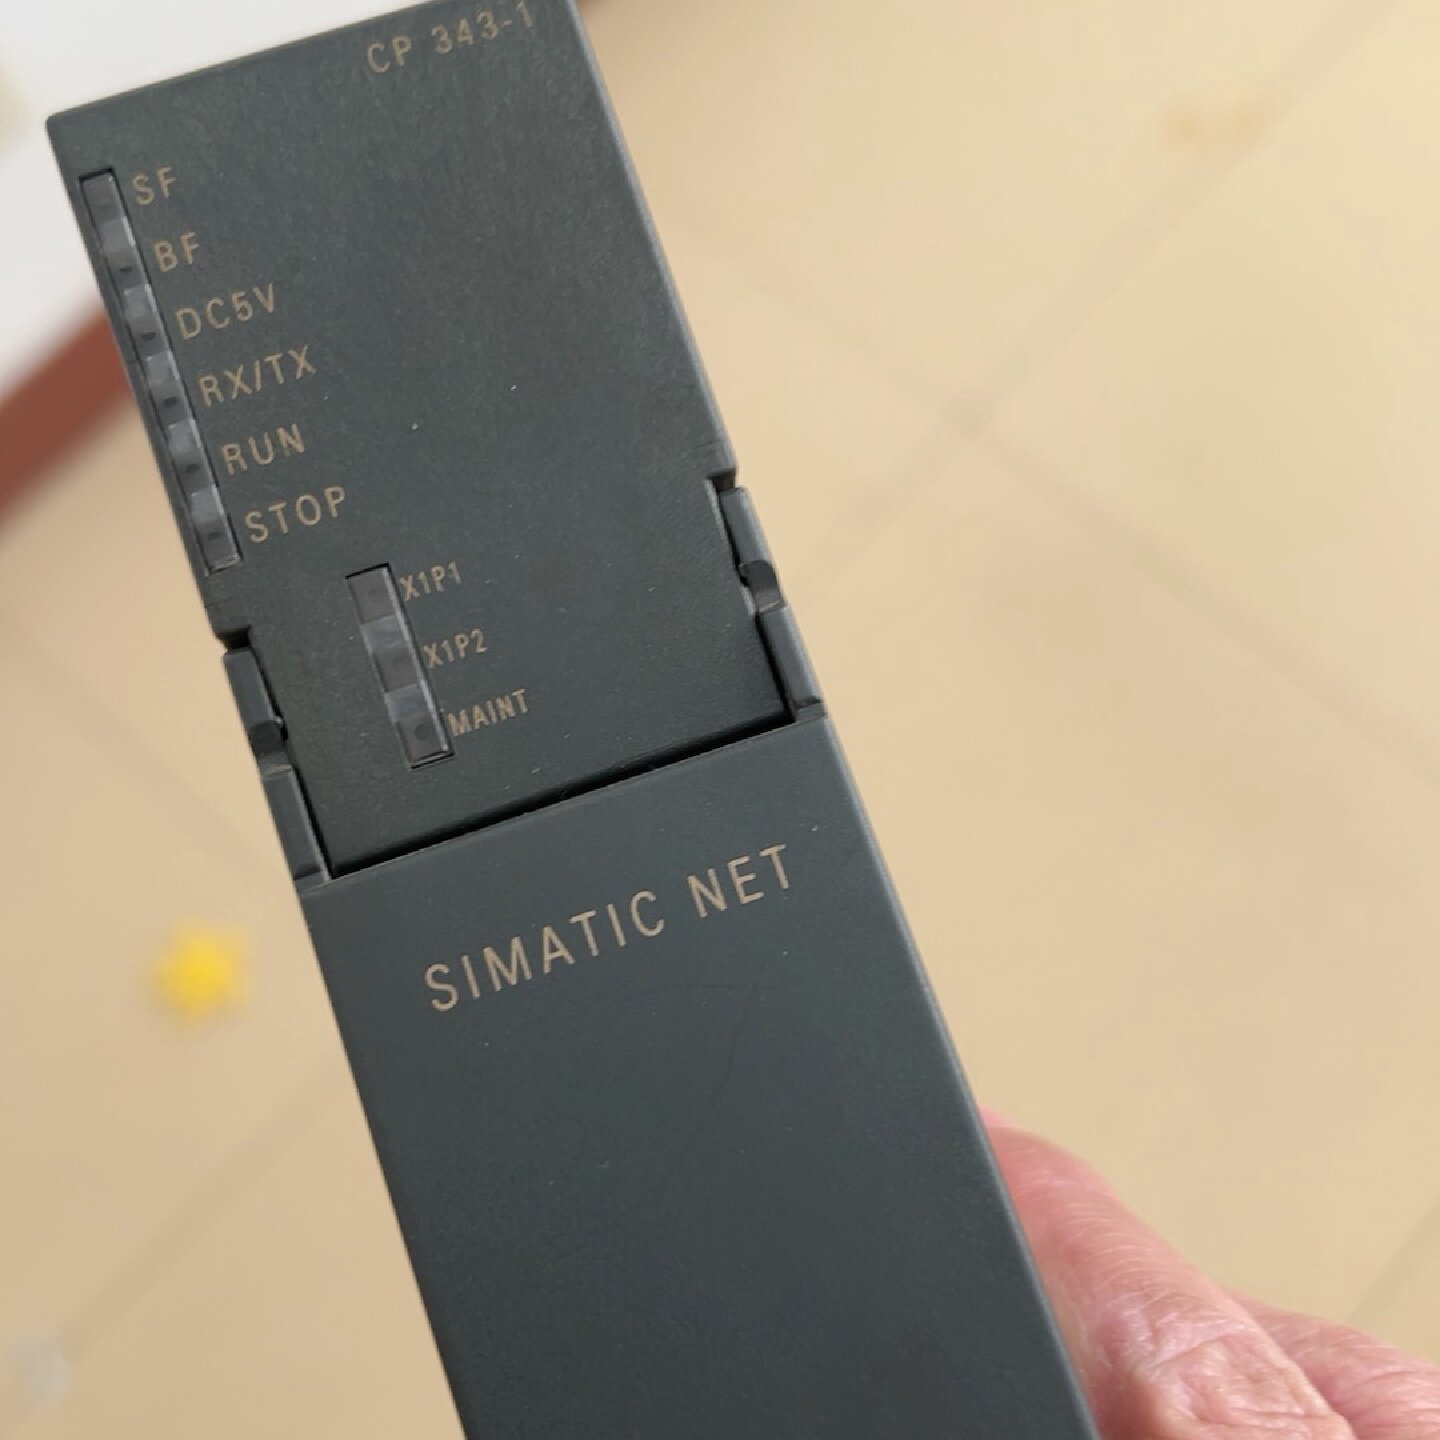 CP 343-1
SF
BF
DC5V
RX/TX
RUN
STOP
X1P1
X1P2
MAINT
SIMATIC NET